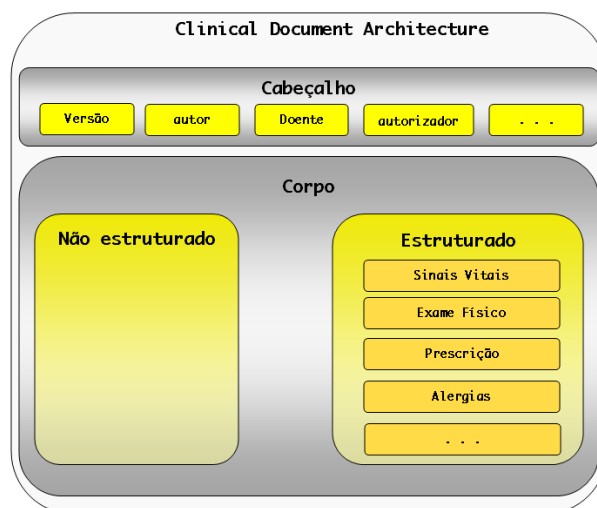 Clinical Document Architecture
Cabeçalho
Versão autor Doente autorizador . . .
Corpo
Não estruturado
Estruturado
Sinais Vitais
Exame Físico
Prescrição
Alergias
. . .